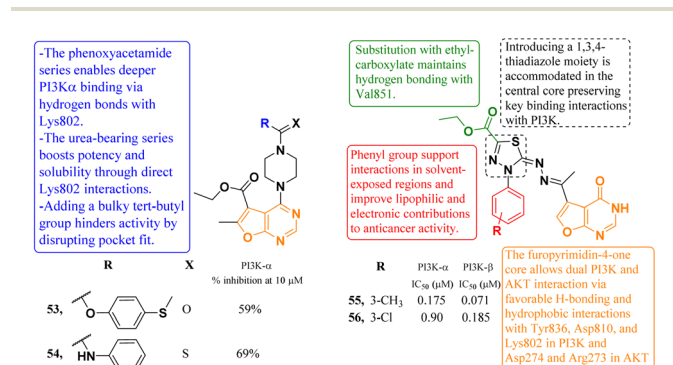 -The phenoxyacetamide
series enables deeper
PI3Kα binding via
hydrogen bonds with
Lys802.
-The urea-bearing series
boosts potency and
solubility through direct
Lys802 interactions.
-Adding a bulky tert-butyl
group hinders activity by
disrupting pocket fit.
R X
N
N
O
O
O
N
N
R X PI3K-α
% inhibition at 10 μM
53, O S O 59%
54, HN S 69%
Substitution with ethyl-
carboxylate maintains
hydrogen bonding with
Val851.
Introducing a 1,3,4-
thiadiazole moiety is
accommodated in the
central core preserving
key binding interactions
with PI3K.
Phenyl group support
interactions in solvent-
exposed regions and
improve lipophilic and
electronic contributions
to anticancer activity.
O
O
S
N
N
N
N
R
O
NH
O
N
R PI3K-α PI3K-β
IC50 (μM) IC50 (μM)
55, 3-CH3 0.175 0.071
56, 3-Cl 0.90 0.185
The furopyrimidin-4-one
core allows dual PI3K and
AKT interaction via
favorable H-bonding and
hydrophobic interactions
with Tyr836, Asp810, and
Lys802 in PI3K and
Asp274 and Arg273 in AKT